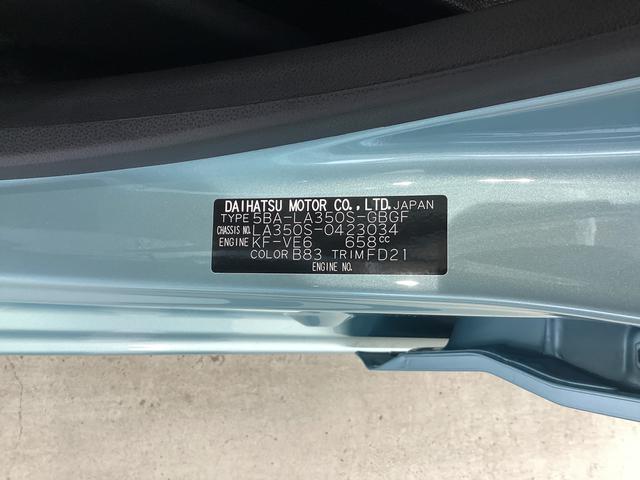 DAIHATSU MOTOR CO., LTD. JAPAN
TYPE 5BA-LA350S-GBGF
CHASSIS NO. LA350S-0423034
ENGINE KF-VE6 658cc
COLOR B83 TRIM FD21
ENGINE NO.